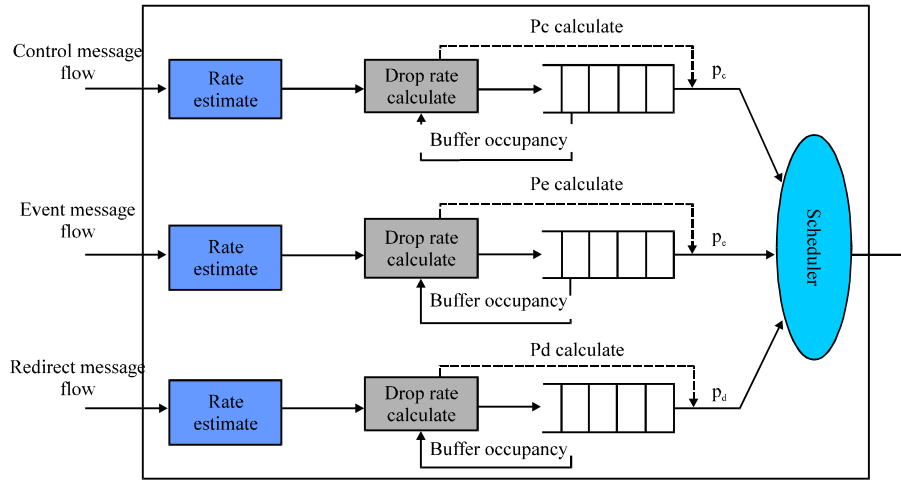 Control message
flow
Rate
estimate
Drop rate
calculate
Pc calculate
Buffer occupancy
pc
Event message
flow
Rate
estimate
Drop rate
calculate
Pe calculate
Buffer occupancy
pe
Scheduler
Redirect message
flow
Rate
estimate
Drop rate
calculate
Pd calculate
Buffer occupancy
pd